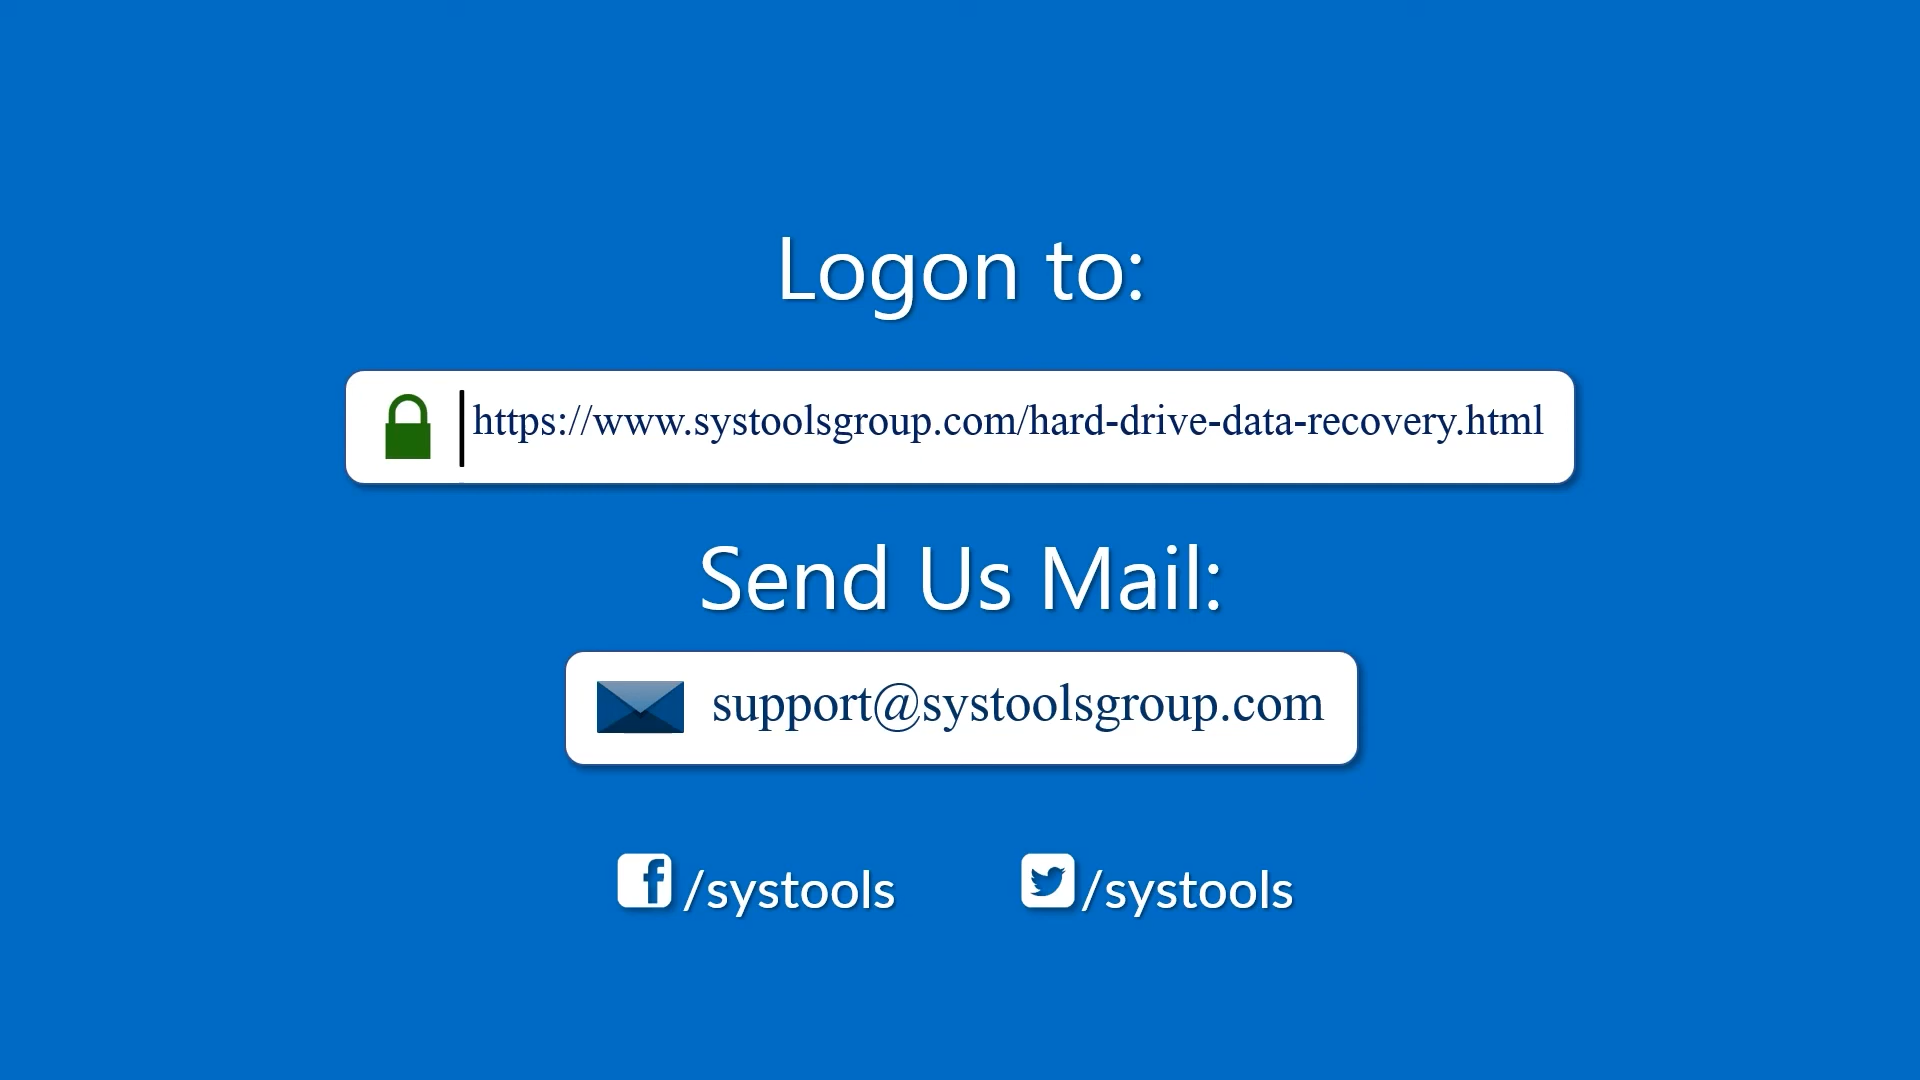 Logon to:
https://www.systoolsgroup.com/hard-drive-data-recovery.html
Send Us Mail:
support@systoolsgroup.com
/systools /systools